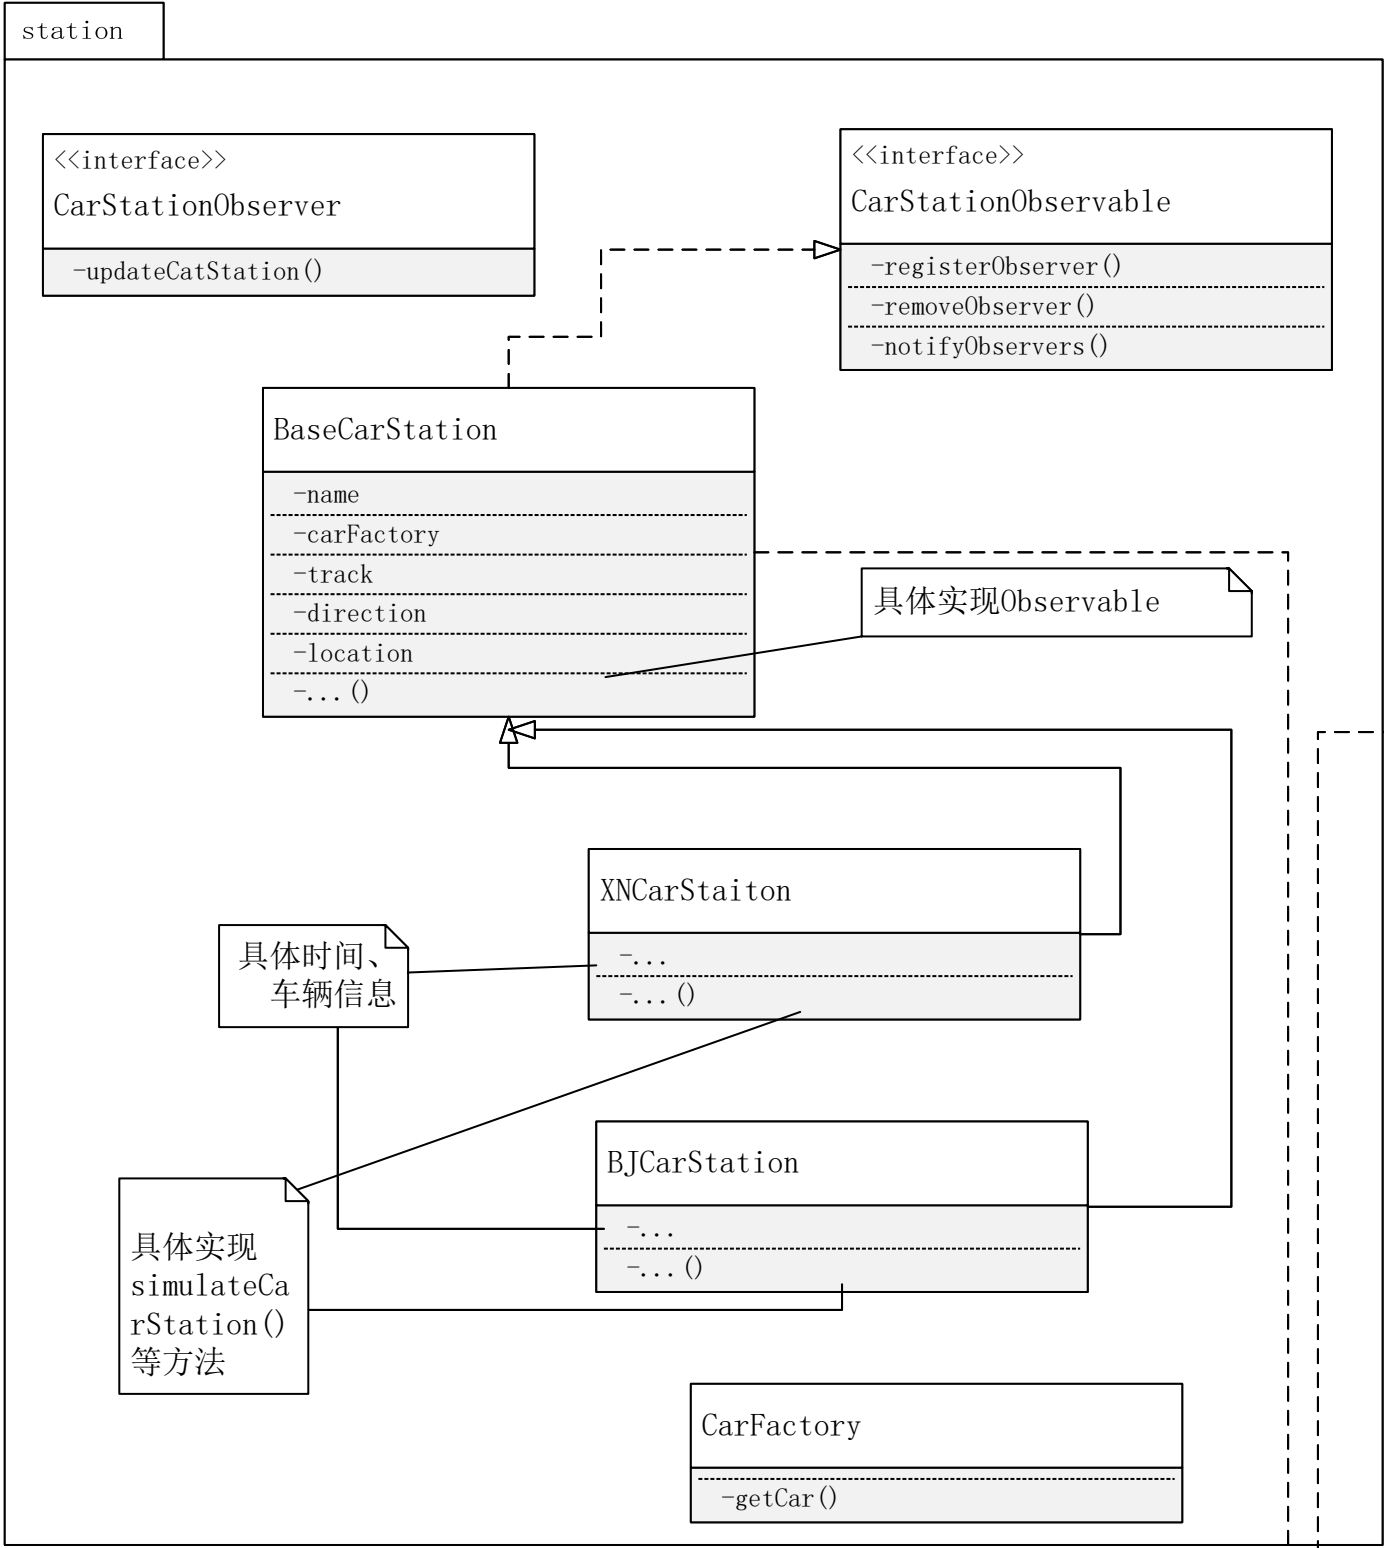 station
<<interface>>
CarStationObserver
-updateCatStation()
<<interface>>
CarStationObservable
-registerObserver()
-removeObserver()
-notifyObservers()
BaseCarStation
-name
-carFactory
-track
-direction
-location
-...()
具体实现Observable
XNCarStaiton
-...
-...()
具体时间、
车辆信息
BJCarStation
-...
-...()
具体实现
simulateCa
rStation()
等方法
CarFactory
-getCar()